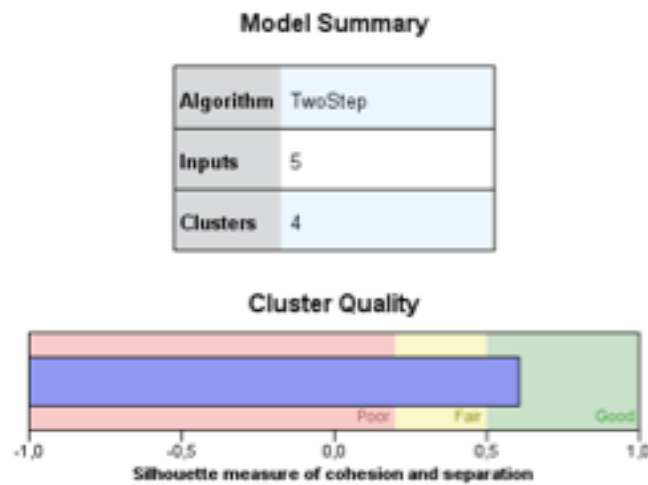 Model Summary
Algorithm TwoStep
Inputs 5
Clusters 4
Cluster Quality
Poor Fair Good
-1,0 -0,5 0,0 0,5 1,0
Silhouette measure of cohesion and separation